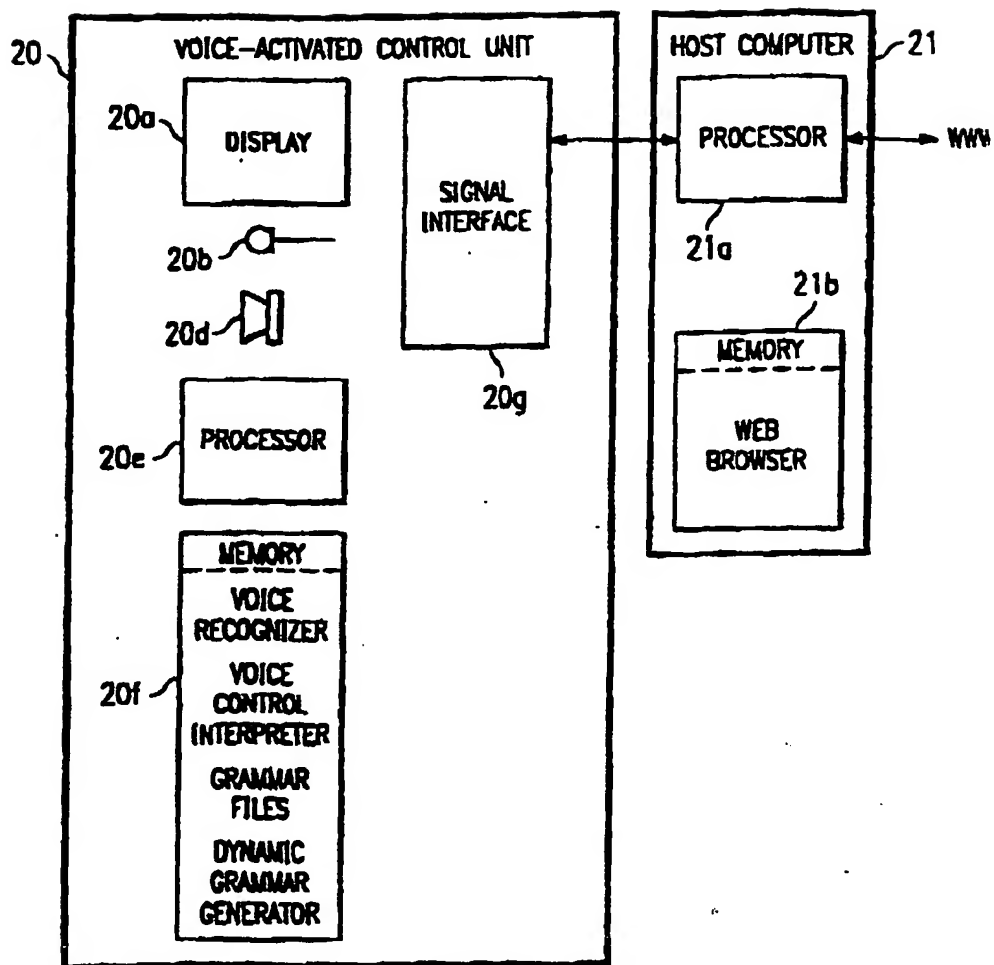 20
VOICE-ACTIVATED CONTROL UNIT
HOST COMPUTER
21
20a
DISPLAY
SIGNAL
INTERFACE
PROCESSOR
WWW
21a
20b
20d
20g
21b
MEMORY
WEB
BROWSER
20e
PROCESSOR
20f
MEMORY
VOICE
RECOGNIZER
VOICE
CONTROL
INTERPRETER
GRAMMAR
FILES
DYNAMIC
GRAMMAR
GENERATOR